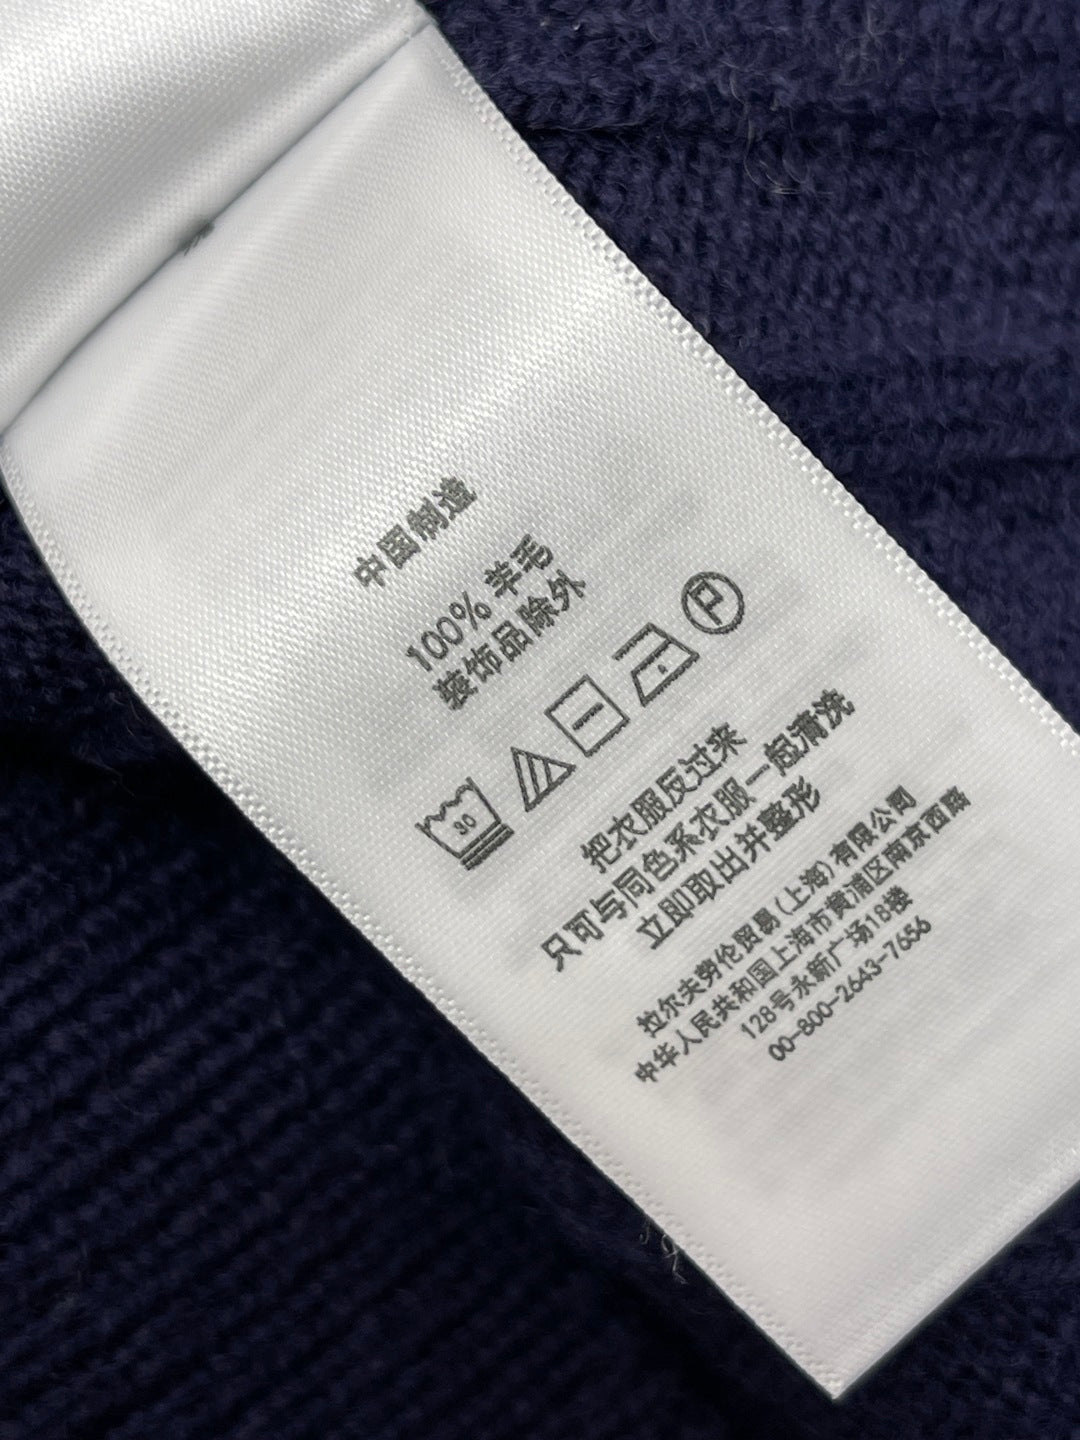 中国制造
100% 羊毛
装饰品除外
30
P
把衣服反过来
只可与同色系衣服一起清洗
立即取出并整形
拉尔夫劳伦贸易(上海)有限公司
中华人民共和国上海市黄浦区南京西路
128号永新广场18楼
00-800-2643-7656